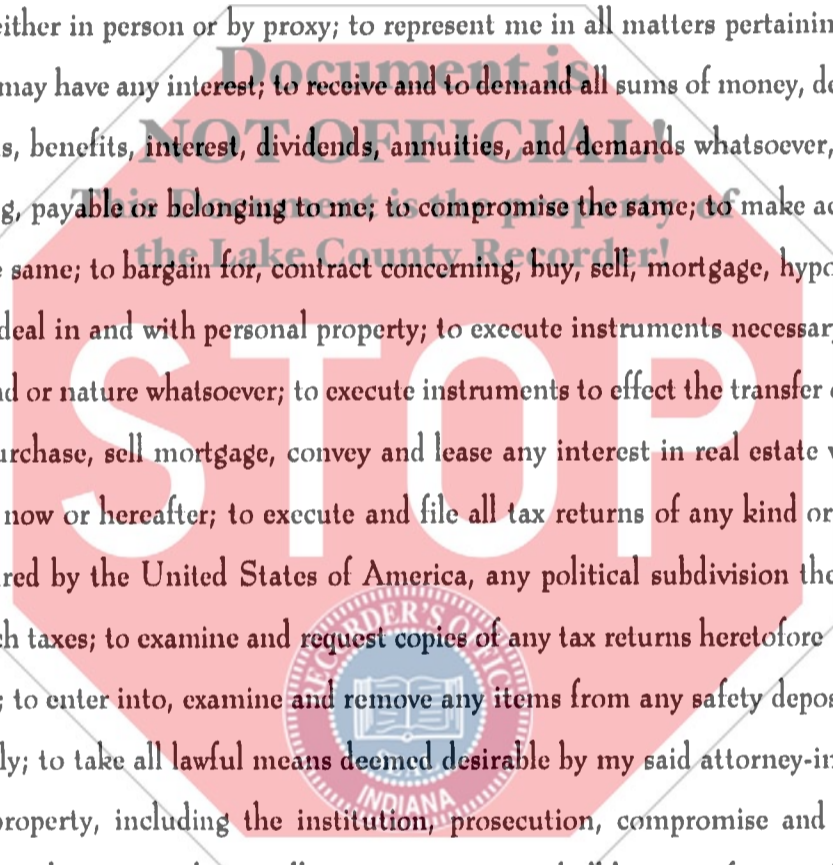 either in person or by proxy; to represent me in all matters pertainin
Document is
may have any interest; to receive and to demand all sums of money, de
NOT OFFICIAL!
s, benefits, interest, dividends, annuities, and demands whatsoever,
This Document is the property of
g, payable or belonging to me; to compromise the same; to make ac
the Lake County Recorder!
same; to bargain for, contract concerning, buy, sell, mortgage, hypo
deal in and with personal property; to execute instruments necessary
nd or nature whatsoever; to execute instruments to effect the transfer
STOP
urchase, sell mortgage, convey and lease any interest in real estate
now or hereafter; to execute and file all tax returns of any kind or
red by the United States of America, any political subdivision the
RECORDER'S OFFIC
ch taxes; to examine and request copies of any tax returns heretofore
; to enter into, examine and remove any items from any safety depos
SEAL
ly; to take all lawful means deemed desirable by my said attorney-in
INDIANA
property, including the institution, prosecution, compromise and